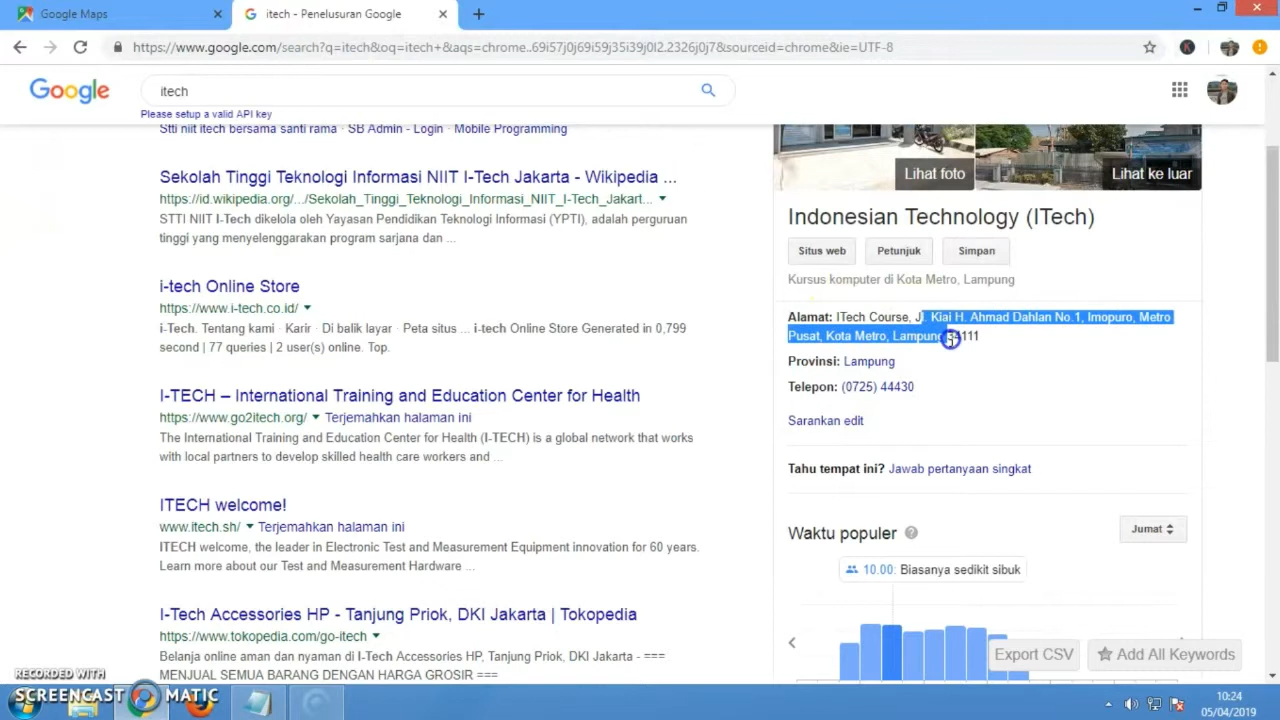 Google Maps
itech - Penelusuran Google
https://www.google.com/search?q=itech&oq=itech+&aqs=chrome..69i57j0j69i59j35i39j0l2.2326j0j7&sourceid=chrome&ie=UTF-8
K
Google
itech
Please setup a valid API key
Stti niit itech bersama santi rama · SB Admin - Login · Mobile Programming
Sekolah Tinggi Teknologi Informasi NIIT I-Tech Jakarta - Wikipedia ...
https://id.wikipedia.org/.../Sekolah_Tinggi_Teknologi_Informasi_NIIT_I-Tech_Jakart...
STTI NIIT I-Tech dikelola oleh Yayasan Pendidikan Teknologi Informasi (YPTI), adalah perguruan
tinggi yang menyelenggarakan program sarjana dan ...
i-tech Online Store
https://www.i-tech.co.id/
i-Tech. Tentang kami · Karir · Di balik layar · Peta situs ... i-tech Online Store Generated in 0,799
second | 77 queries | 2 user(s) online. Top.
I-TECH – International Training and Education Center for Health
https://www.go2itech.org/ Terjemahkan halaman ini
The International Training and Education Center for Health (I-TECH) is a global network that works
with local partners to develop skilled health care workers and ...
ITECH welcome!
www.itech.sh/ Terjemahkan halaman ini
ITECH welcome, the leader in Electronic Test and Measurement Equipment innovation for 60 years.
Learn more about our Test and Measurement Hardware ...
I-Tech Accessories HP - Tanjung Priok, DKI Jakarta | Tokopedia
https://www.tokopedia.com/go-itech
Belanja online aman dan nyaman di I-Tech Accessories HP, Tanjung Priok, DKI Jakarta - ===
MENJUAL SEMUA BARANG DENGAN HARGA GROSIR ===
Lihat foto
Lihat ke luar
Indonesian Technology (ITech)
Situs web Petunjuk Simpan
Kursus komputer di Kota Metro, Lampung
Alamat: ITech Course, Jl. Kiai H. Ahmad Dahlan No.1, Imopuro, Metro
Pusat, Kota Metro, Lampung 34111
Provinsi: Lampung
Telepon: (0725) 44430
Sarankan edit
Tahu tempat ini? Jawab pertanyaan singkat
Waktu populer
Jumat
10.00: Biasanya sedikit sibuk
Export CSV
Add All Keywords
RECORDED WITH
SCREENCAST MATIC
10:24
05/04/2019